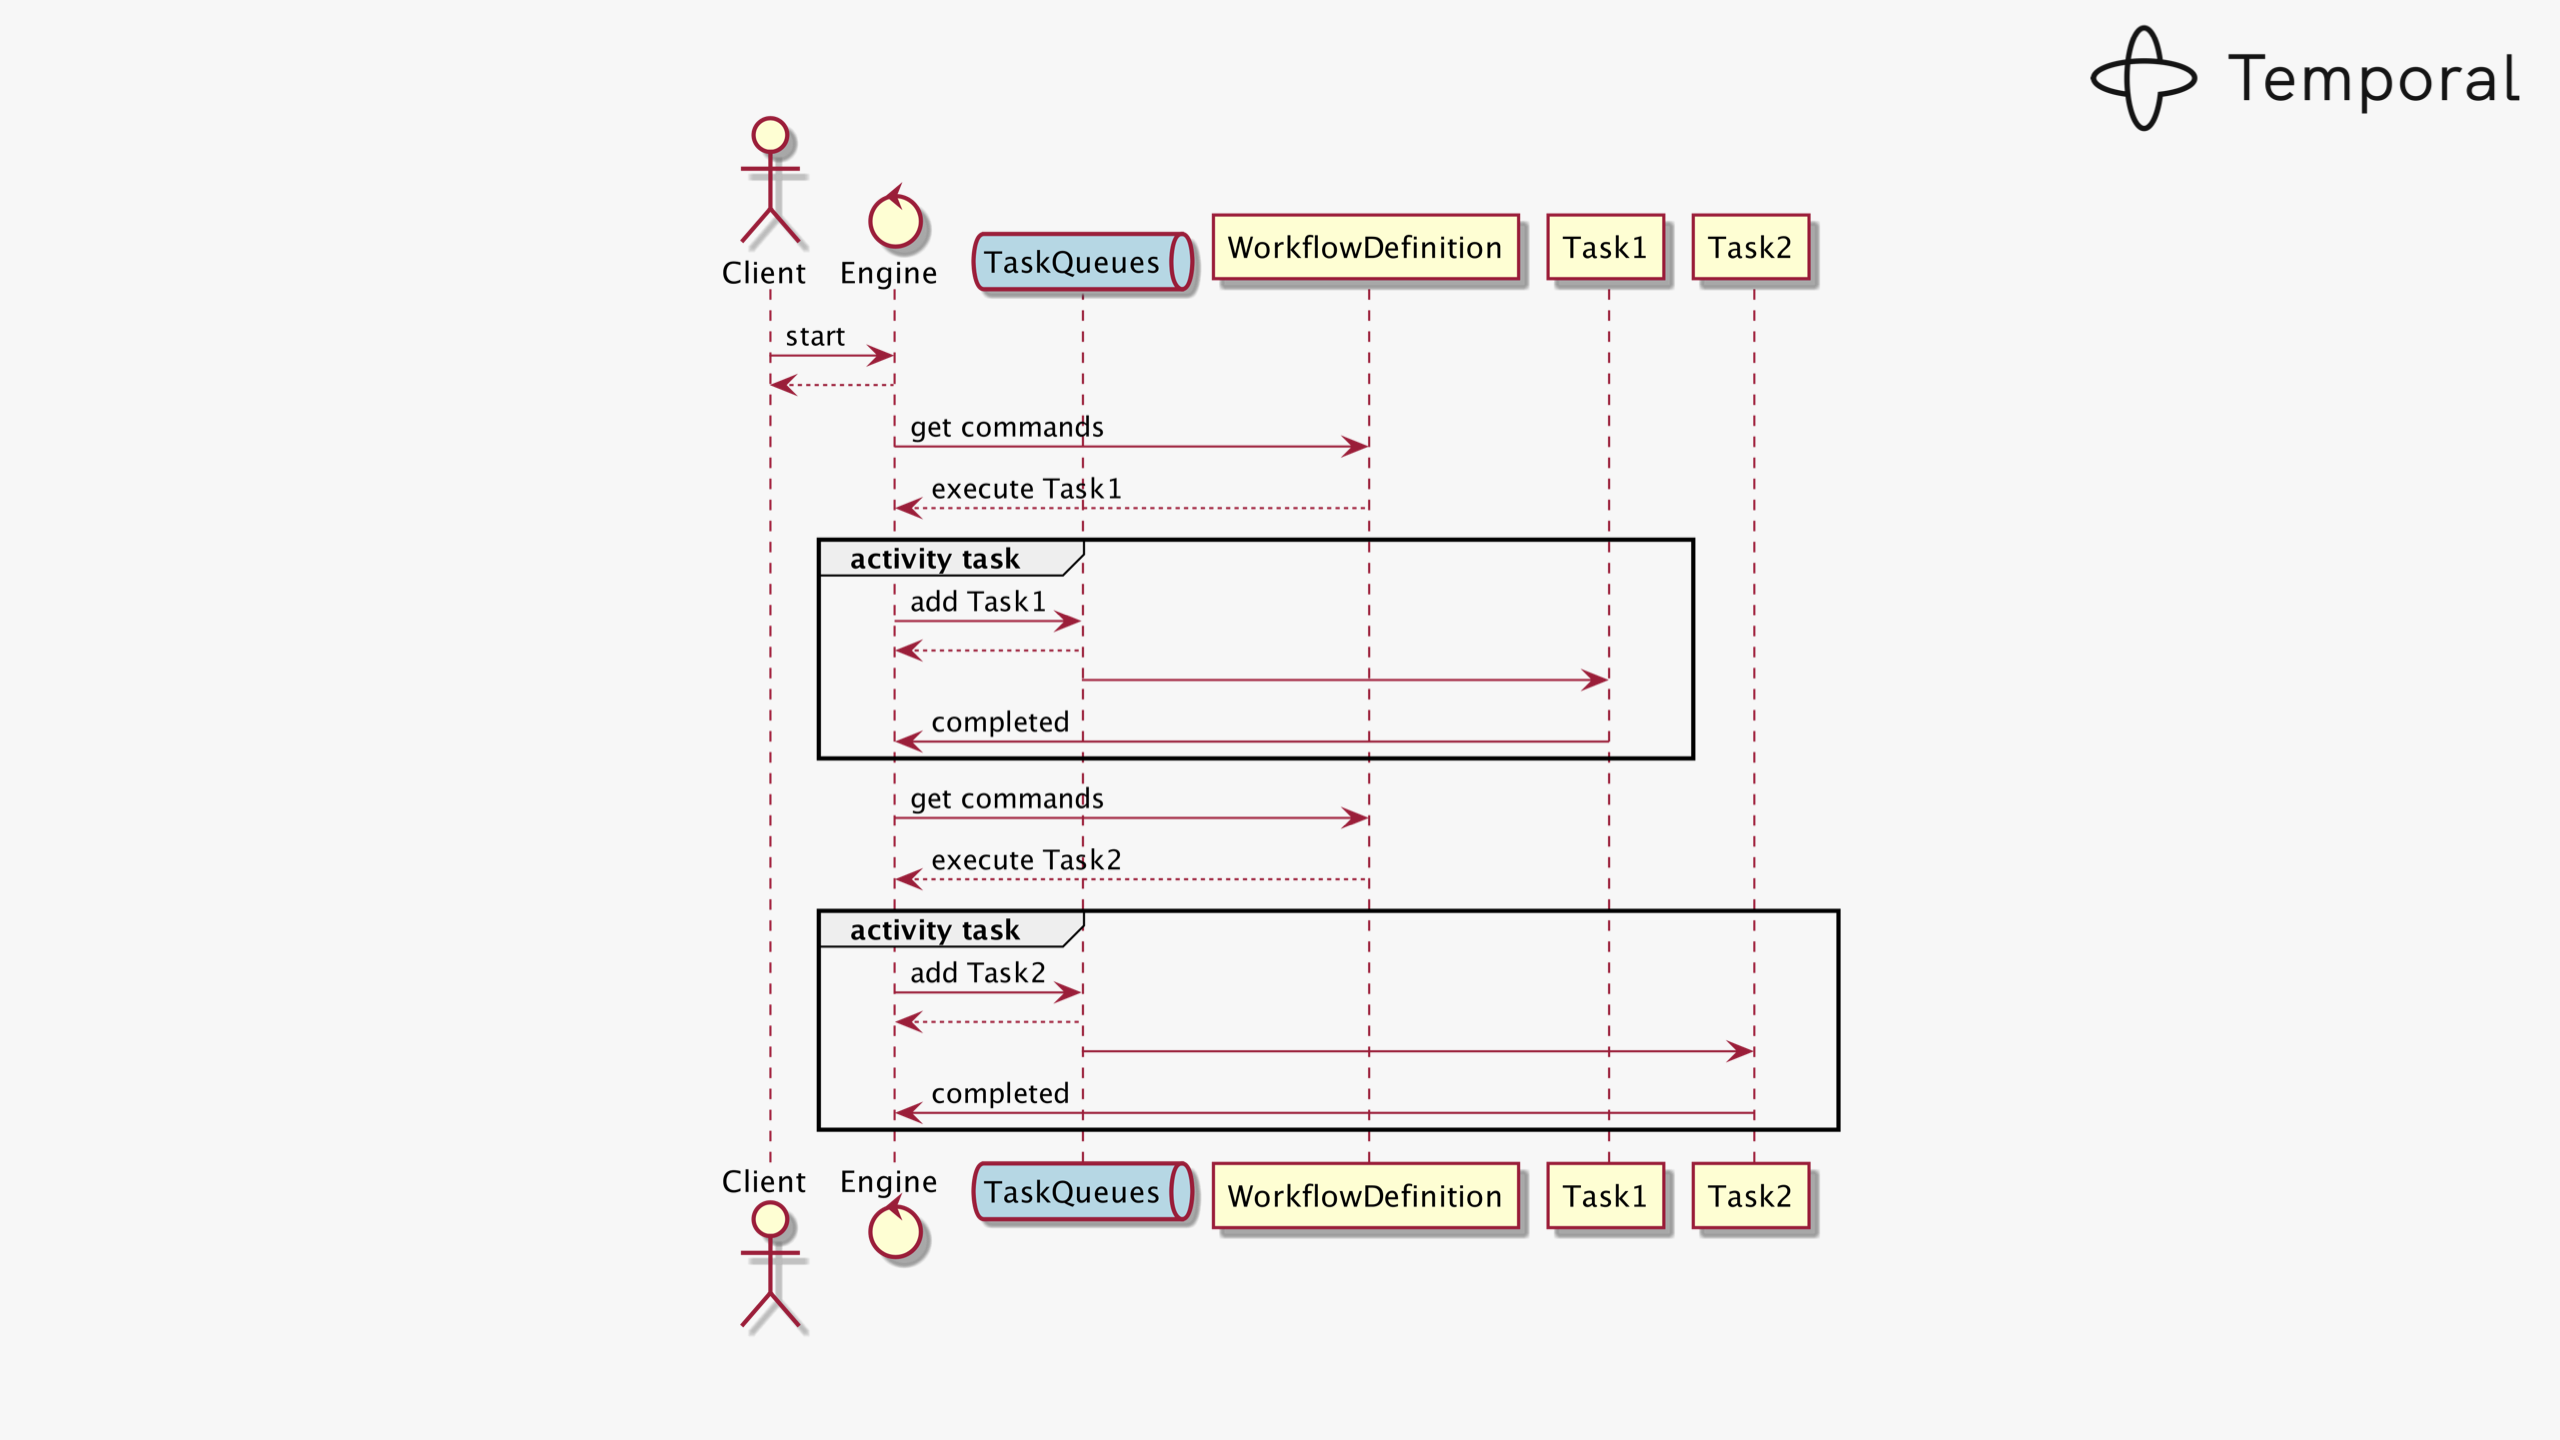 Temporal
Client
Engine
TaskQueues
WorkflowDefinition
Task1
Task2
start
get commands
execute Task1
activity task
add Task1
completed
get commands
execute Task2
activity task
add Task2
completed
Client
Engine
TaskQueues
WorkflowDefinition
Task1
Task2